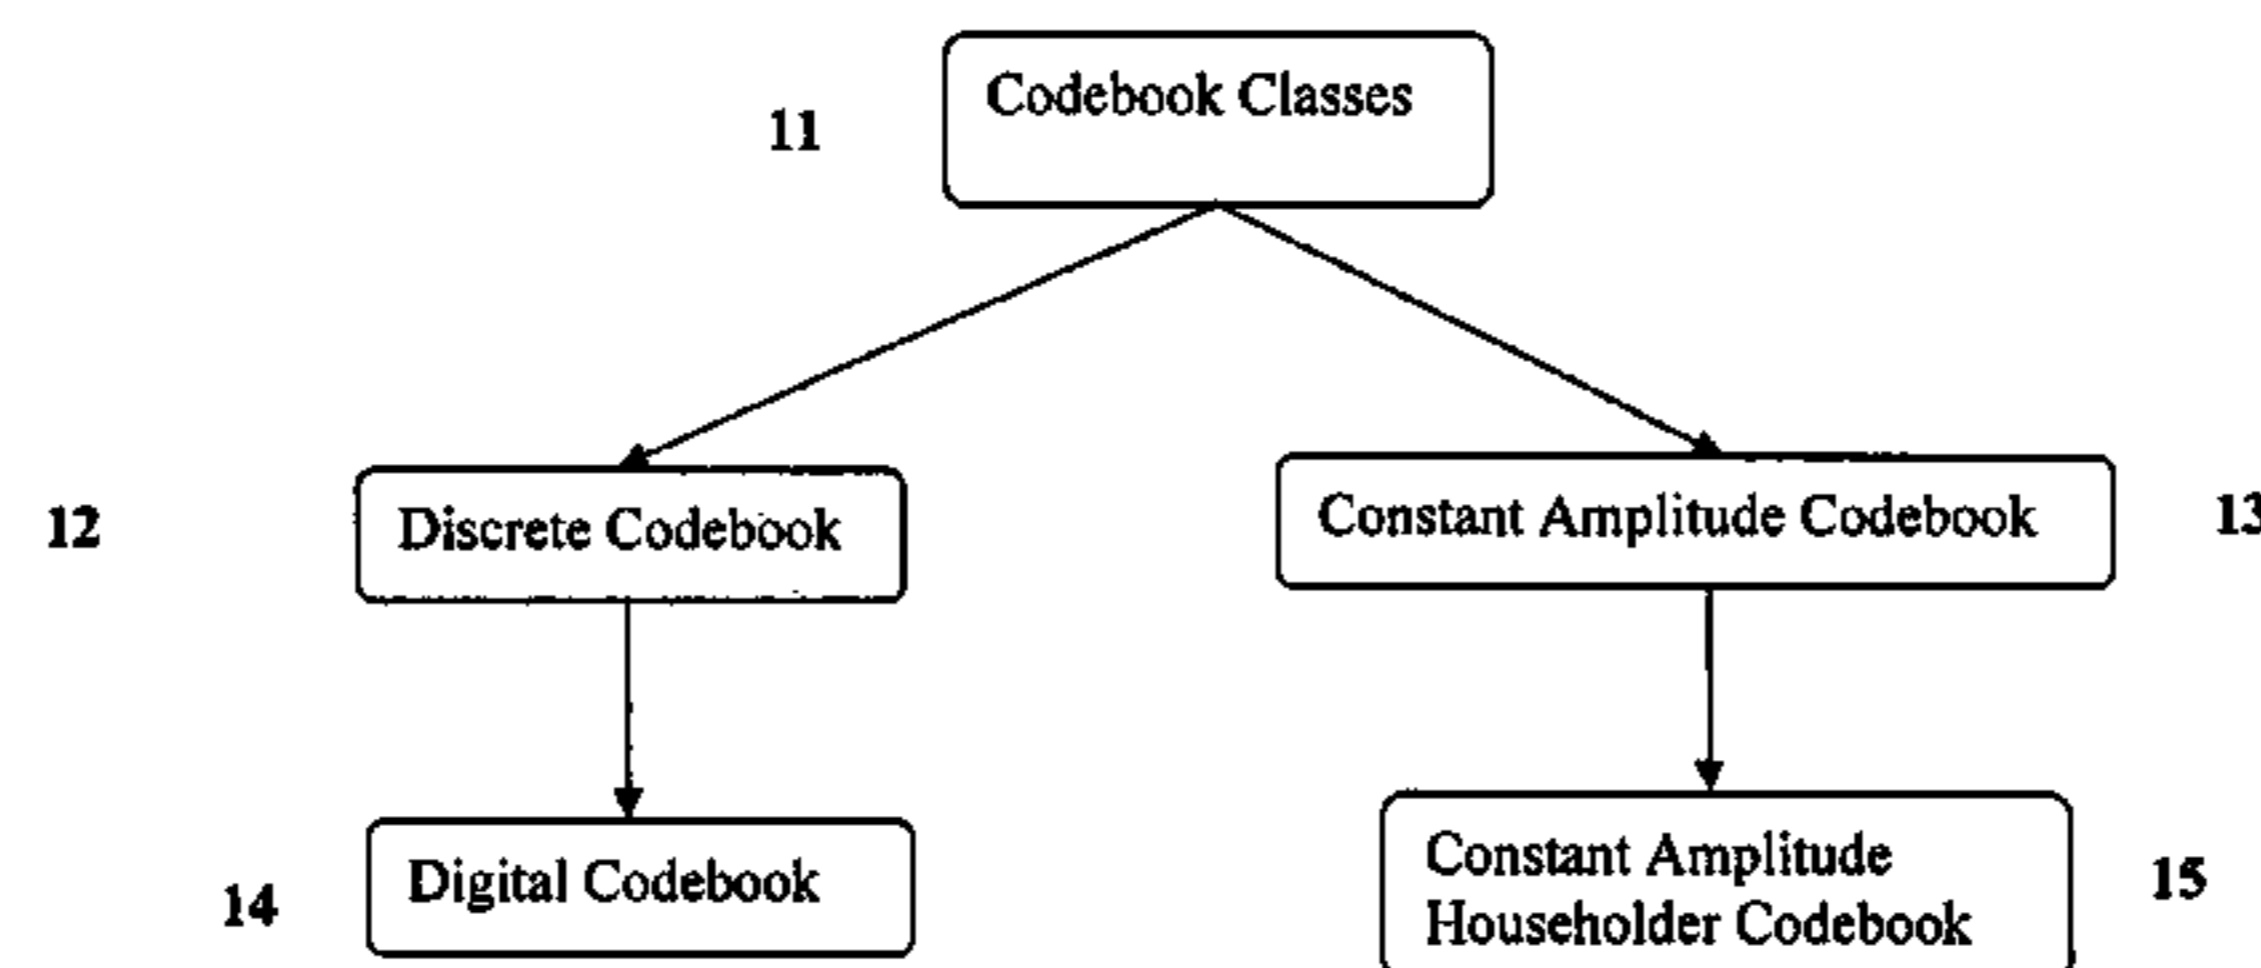 Codebook Classes
11
12
Discrete Codebook
Constant Amplitude Codebook
13
14
Digital Codebook
Constant Amplitude
Householder Codebook
15